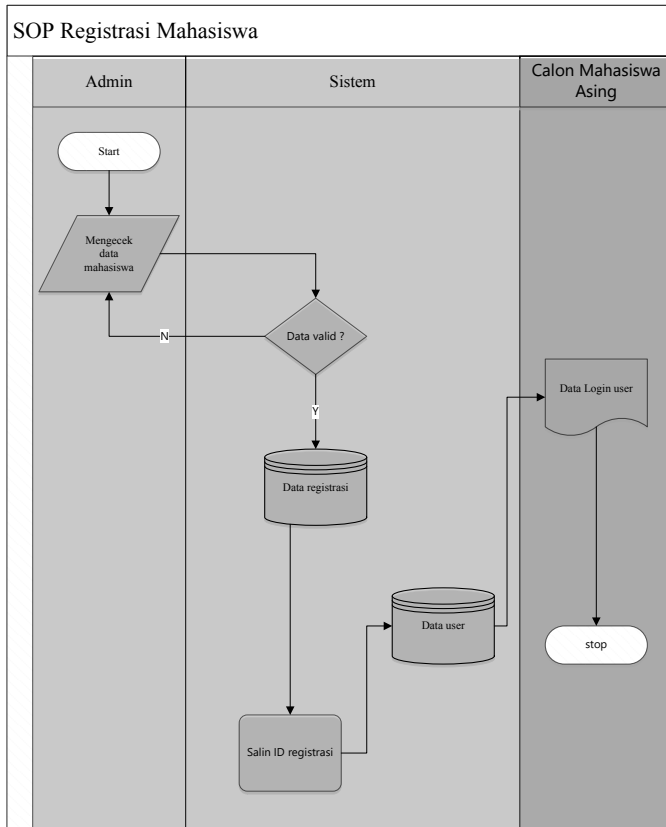 SOP Registrasi Mahasiswa
Admin
Sistem
Calon Mahasiswa
Asing
Start
Mengecek
data
mahasiswa
Data valid ?
N
Y
Data registrasi
Data Login user
Data user
stop
Salin ID registrasi